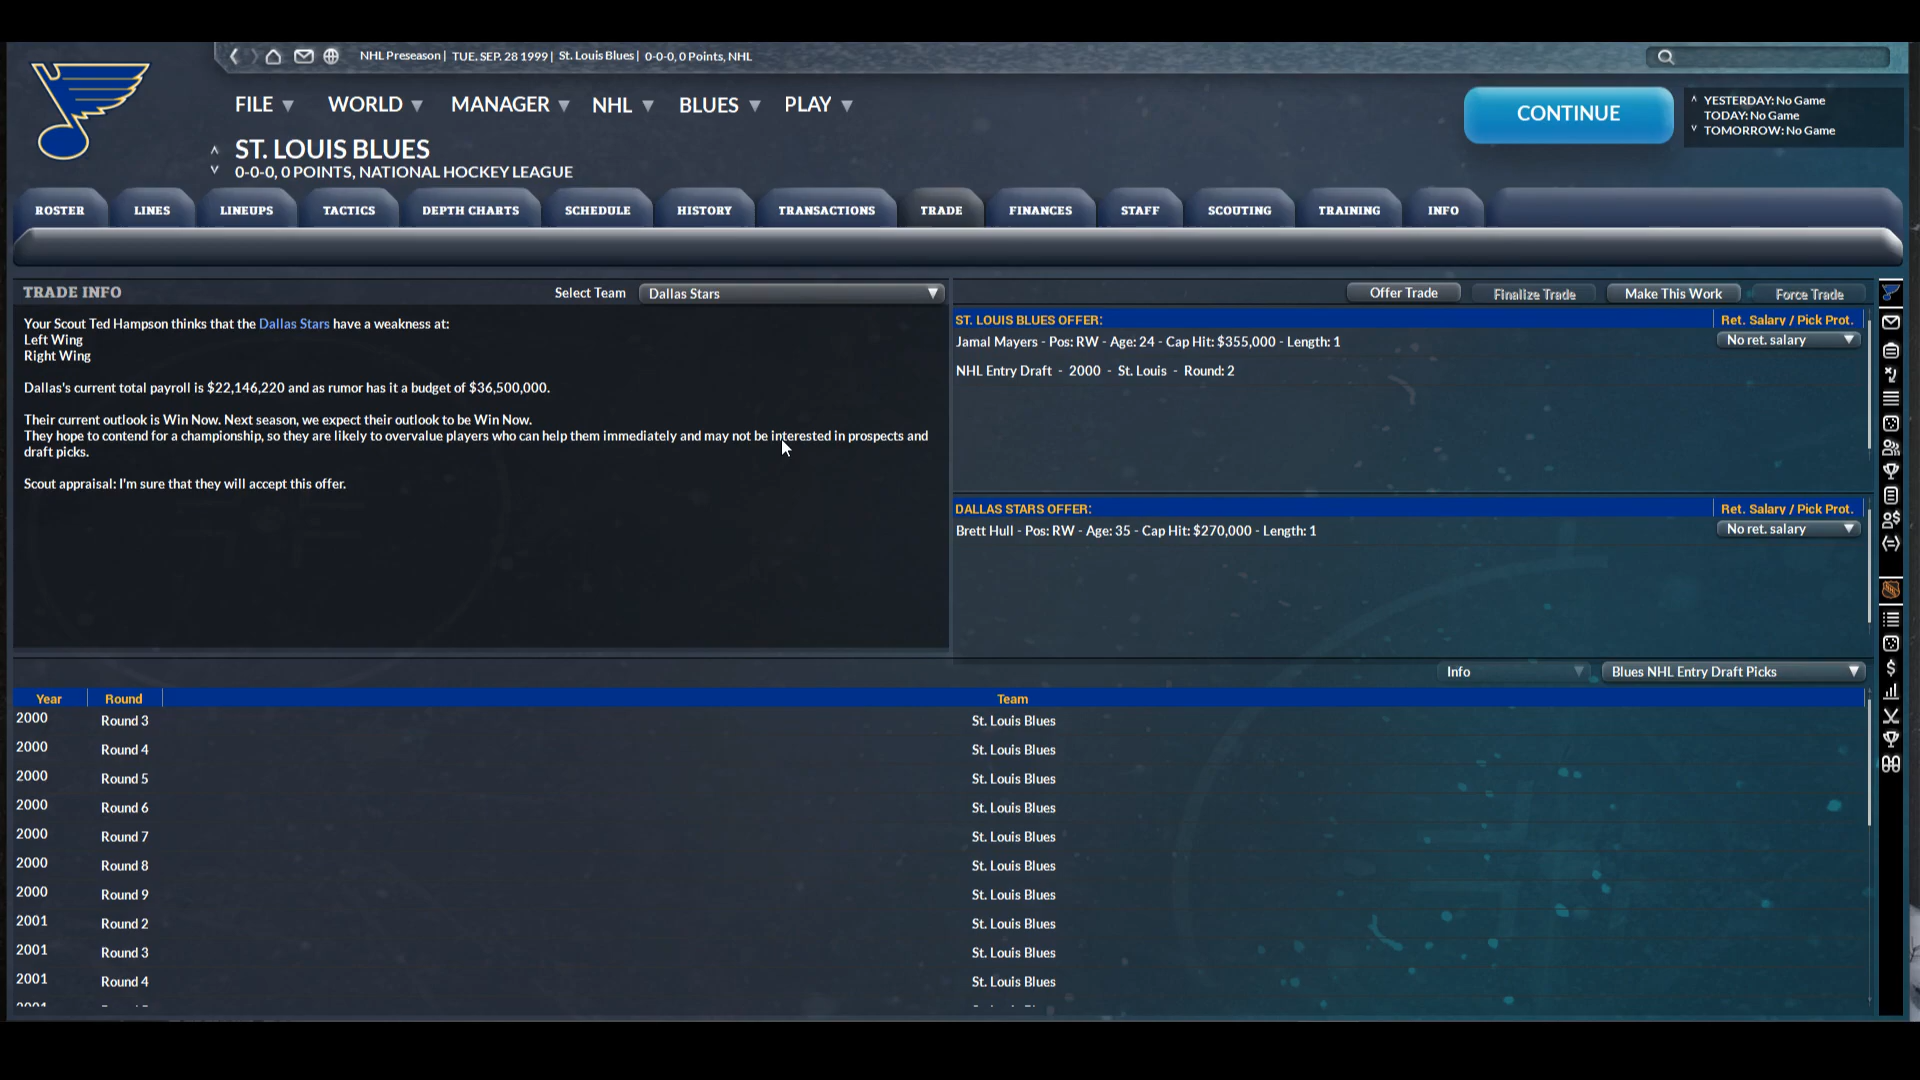 NHL Preseason | TUE. SEP. 28 1999 | St. Louis Blues | 0-0-0, 0 Points, NHL
FILE WORLD MANAGER NHL BLUES PLAY
CONTINUE
YESTERDAY: No Game
TODAY: No Game
TOMORROW: No Game
ST. LOUIS BLUES
0-0-0, 0 POINTS, NATIONAL HOCKEY LEAGUE
ROSTER LINES LINEUPS TACTICS DEPTH CHARTS SCHEDULE HISTORY TRANSACTIONS TRADE FINANCES STAFF SCOUTING TRAINING INFO
TRADE INFO Select Team Dallas Stars
Your Scout Ted Hampson thinks that the Dallas Stars have a weakness at:
Left Wing
Right Wing
Dallas's current total payroll is $22,146,220 and as rumor has it a budget of $36,500,000.
Their current outlook is Win Now. Next season, we expect their outlook to be Win Now.
They hope to contend for a championship, so they are likely to overvalue players who can help them immediately and may not be interested in prospects and
draft picks.
Scout appraisal: I'm sure that they will accept this offer.
Offer Trade Finalize Trade Make This Work Force Trade
ST. LOUIS BLUES OFFER: Ret. Salary / Pick Prot.
Jamal Mayers - Pos: RW - Age: 24 - Cap Hit: $355,000 - Length: 1 No ret. salary
NHL Entry Draft - 2000 - St. Louis - Round: 2
DALLAS STARS OFFER: Ret. Salary / Pick Prot.
Brett Hull - Pos: RW - Age: 35 - Cap Hit: $270,000 - Length: 1 No ret. salary
Info Blues NHL Entry Draft Picks
Year Round Team
2000 Round 3 St. Louis Blues
2000 Round 4 St. Louis Blues
2000 Round 5 St. Louis Blues
2000 Round 6 St. Louis Blues
2000 Round 7 St. Louis Blues
2000 Round 8 St. Louis Blues
2000 Round 9 St. Louis Blues
2001 Round 2 St. Louis Blues
2001 Round 3 St. Louis Blues
2001 Round 4 St. Louis Blues